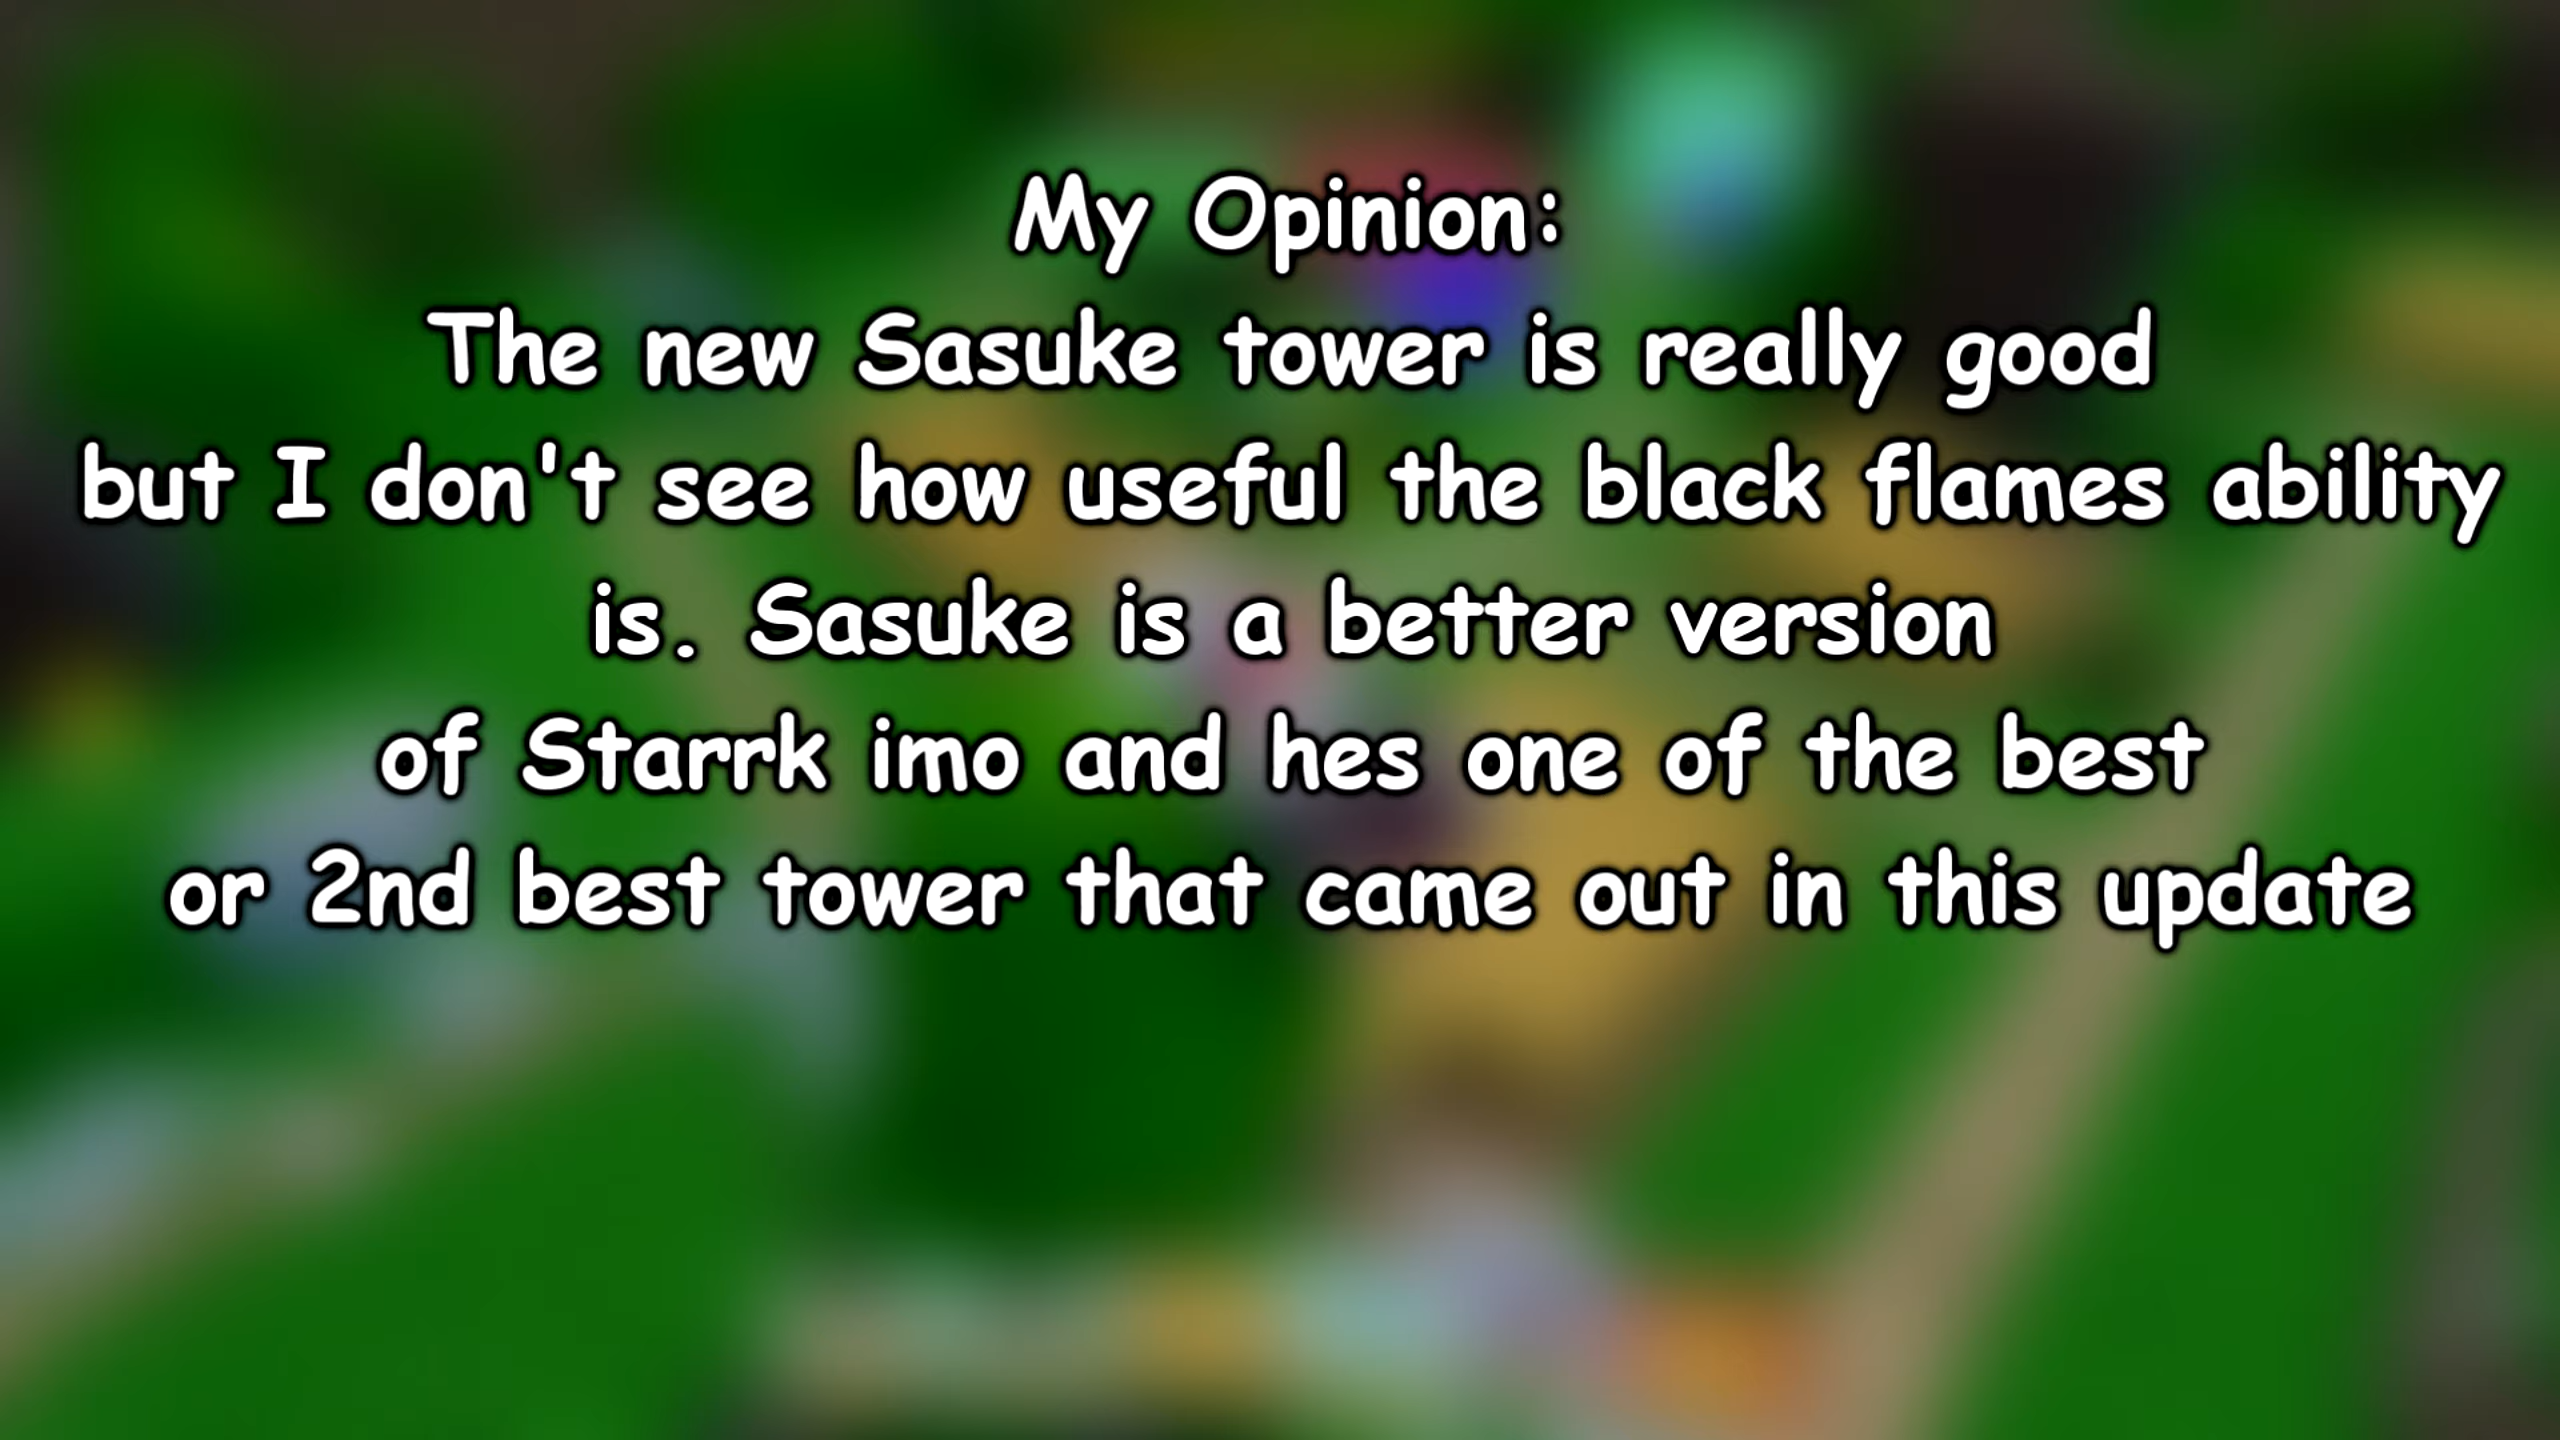 My Opinion:
The new Sasuke tower is really good
but I don't see how useful the black flames ability
is. Sasuke is a better version
of Starrk imo and hes one of the best
or 2nd best tower that came out in this update